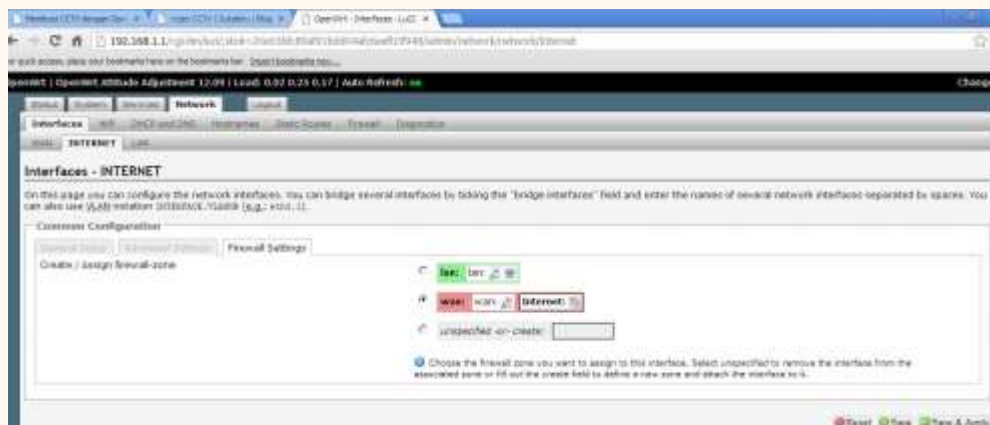 OpenWrt - Interfaces - LuCI
192.168.1.1
OpenWrt | OpenWrt Attitude Adjustment 12.09 | Load: 0.02 0.25 0.17 | Auto Refresh: on
Change
Status System Services Network Logout
Interfaces Wifi DHCP and DNS Hostnames Static Routes Firewall Diagnostics
WAN INTERNET LAN
Interfaces - INTERNET
On this page you can configure the network interfaces. You can bridge several interfaces by ticking the "bridge interfaces" field and enter the names of several network interfaces separated by spaces. You
can also use VLAN notation INTERFACE.VLANNR (e.g.: eth0.1).
Common Configuration
General Setup Advanced Settings Firewall Settings
Create / Assign firewall-zone
lan: lan:
wan: wan: Internet:
unspecified -or- create:
Choose the firewall zone you want to assign to this interface. Select unspecified to remove the interface from the
associated zone or fill out the create field to define a new zone and attach the interface to it.
Reset Save Save & Apply